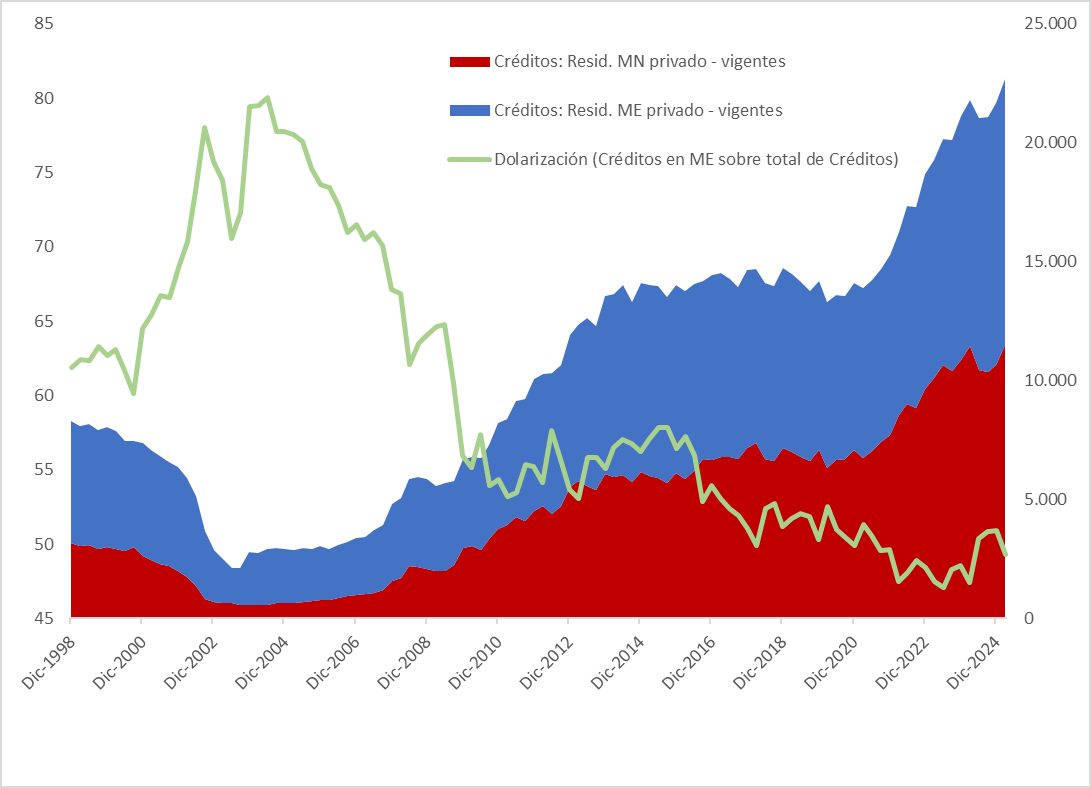 85
80
75
70
65
60
55
50
45
25.000
20.000
15.000
10.000
5.000
0
Créditos: Resid. MN privado - vigentes
Créditos: Resid. ME privado - vigentes
Dolarización (Créditos en ME sobre total de Créditos)
Dic-1998
Dic-2000
Dic-2002
Dic-2004
Dic-2006
Dic-2008
Dic-2010
Dic-2012
Dic-2014
Dic-2016
Dic-2018
Dic-2020
Dic-2022
Dic-2024